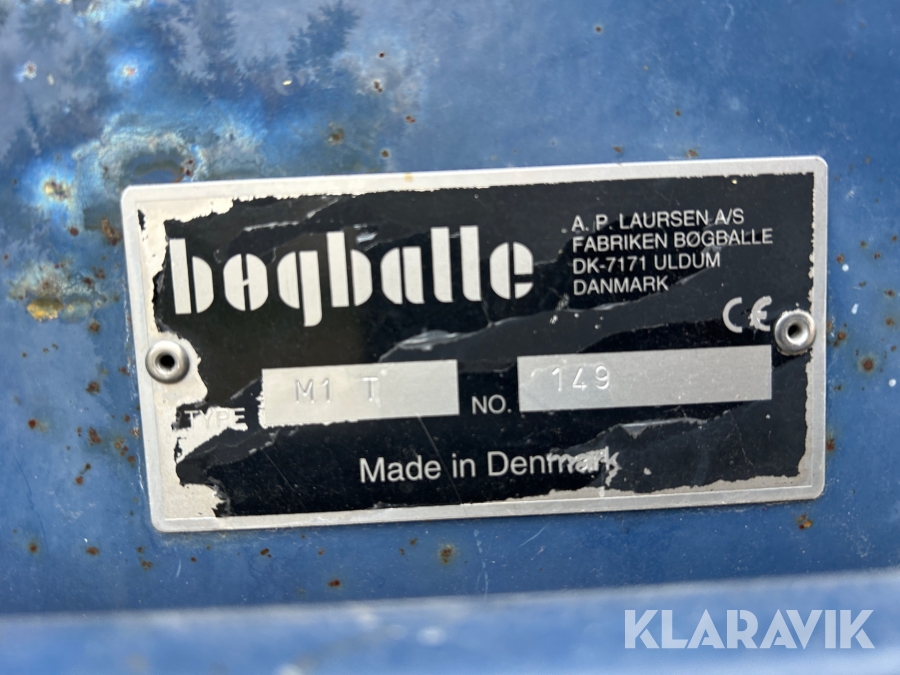 bøgballe
A. P. LAURSEN A/S
FABRIKEN BØGBALLE
DK-7171 ULDUM
DANMARK
CE
TYPE M1 T NO. 149
Made in Denmark
KLARAVIK